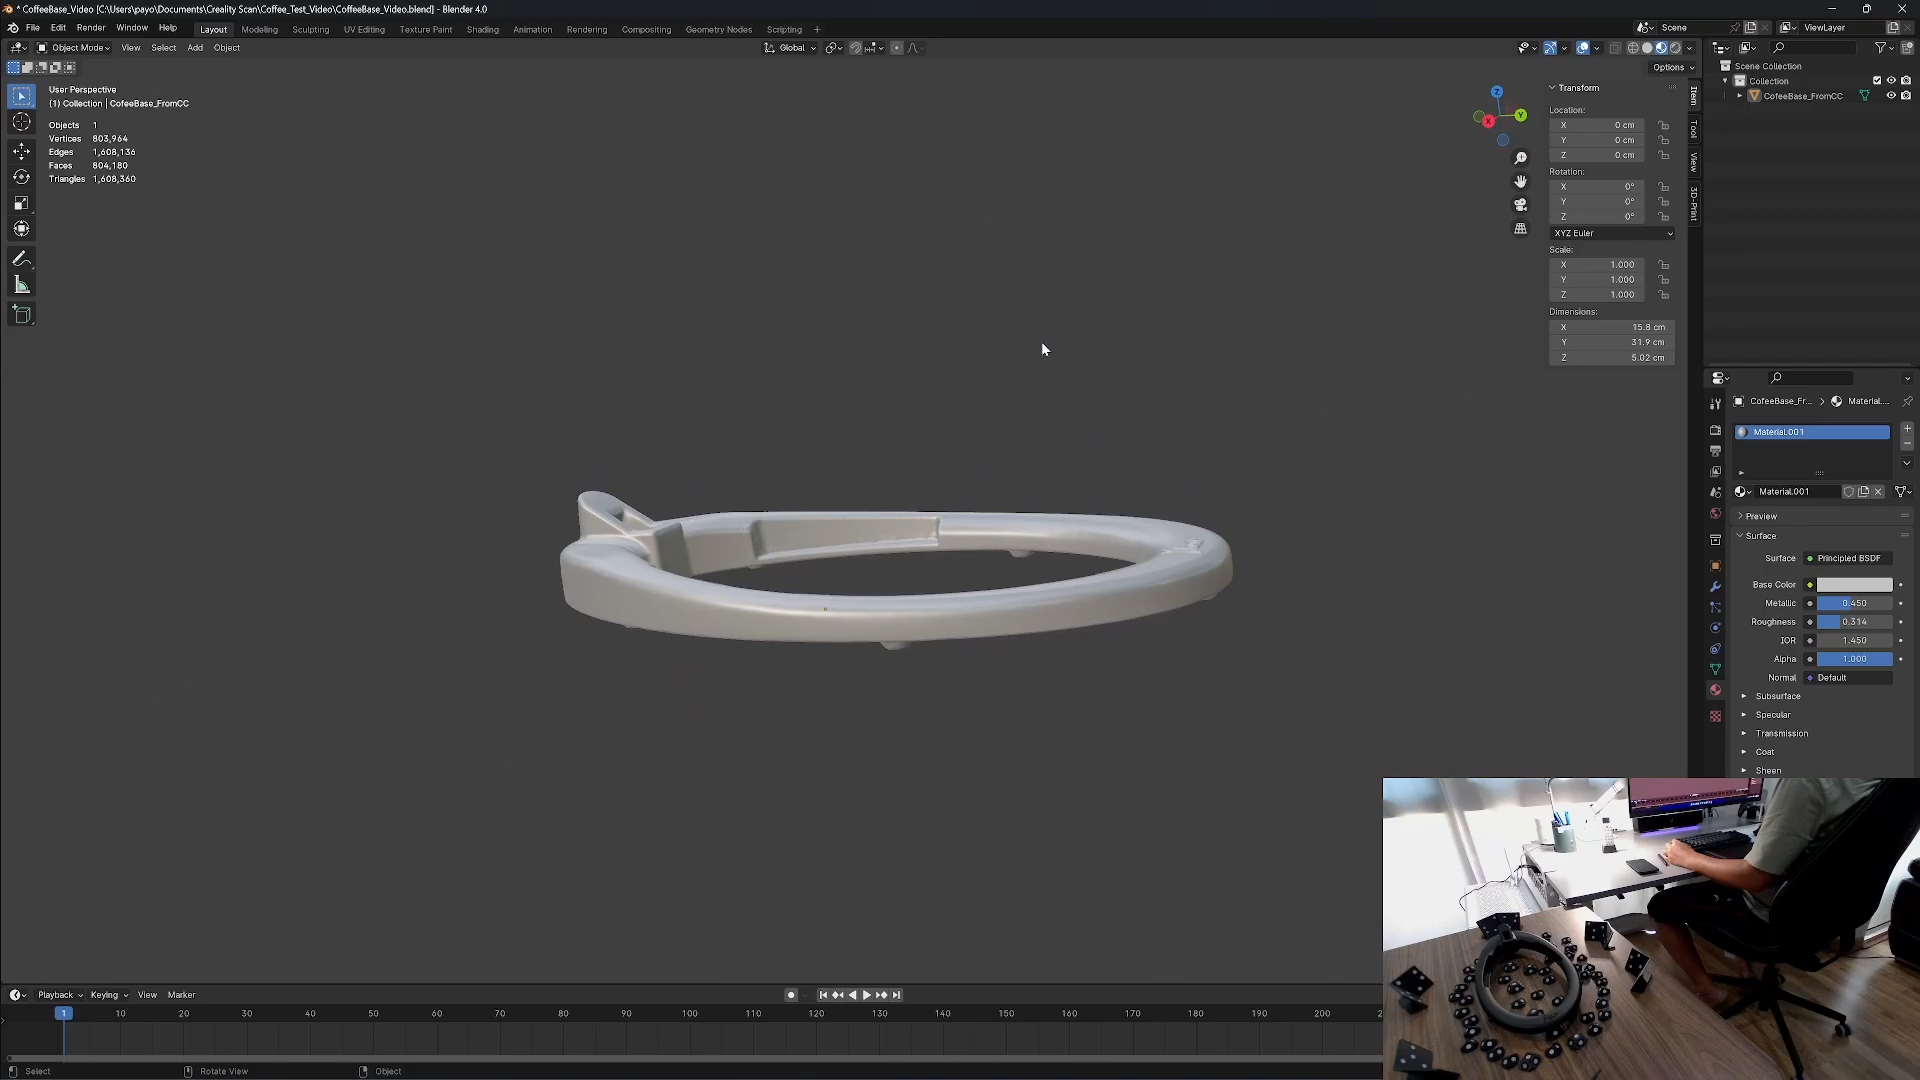 * CoffeeBase_Video [C:\Users\payo\Documents\Creality Scan\Coffee_Test_Video\CoffeeBase_Video.blend] - Blender 4.0
File Edit Render Window Help Layout Modeling Sculpting UV Editing Texture Paint Shading Animation Rendering Compositing Geometry Nodes Scripting + Scene ViewLayer
Object Mode View Select Add Object Global
Options
User Perspective
(1) Collection | CofeeBase_FromCC
Objects 1
Vertices 803,964
Edges 1,608,136
Faces 804,180
Triangles 1,608,360
Z
Y
X
Transform
Location:
X 0 cm
Y 0 cm
Z 0 cm
Rotation:
X 0°
Y 0°
Z 0°
XYZ Euler
Scale:
X 1.000
Y 1.000
Z 1.000
Dimensions:
X 15.8 cm
Y 31.9 cm
Z 5.02 cm
Item
Tool
View
3D-Print
Scene Collection
Collection
CofeeBase_FromCC
CofeeBase_Fr... > Material....
Material.001
Material.001
Preview
Surface
Surface Principled BSDF
Base Color
Metallic 0.450
Roughness 0.314
IOR 1.450
Alpha 1.000
Normal Default
Subsurface
Specular
Transmission
Coat
Sheen
Playback Keying View Marker
1 10 20 30 40 50 60 70 80 90 100 110 120 130 140 150 160 170 180 190 200 2
Select Rotate View Object